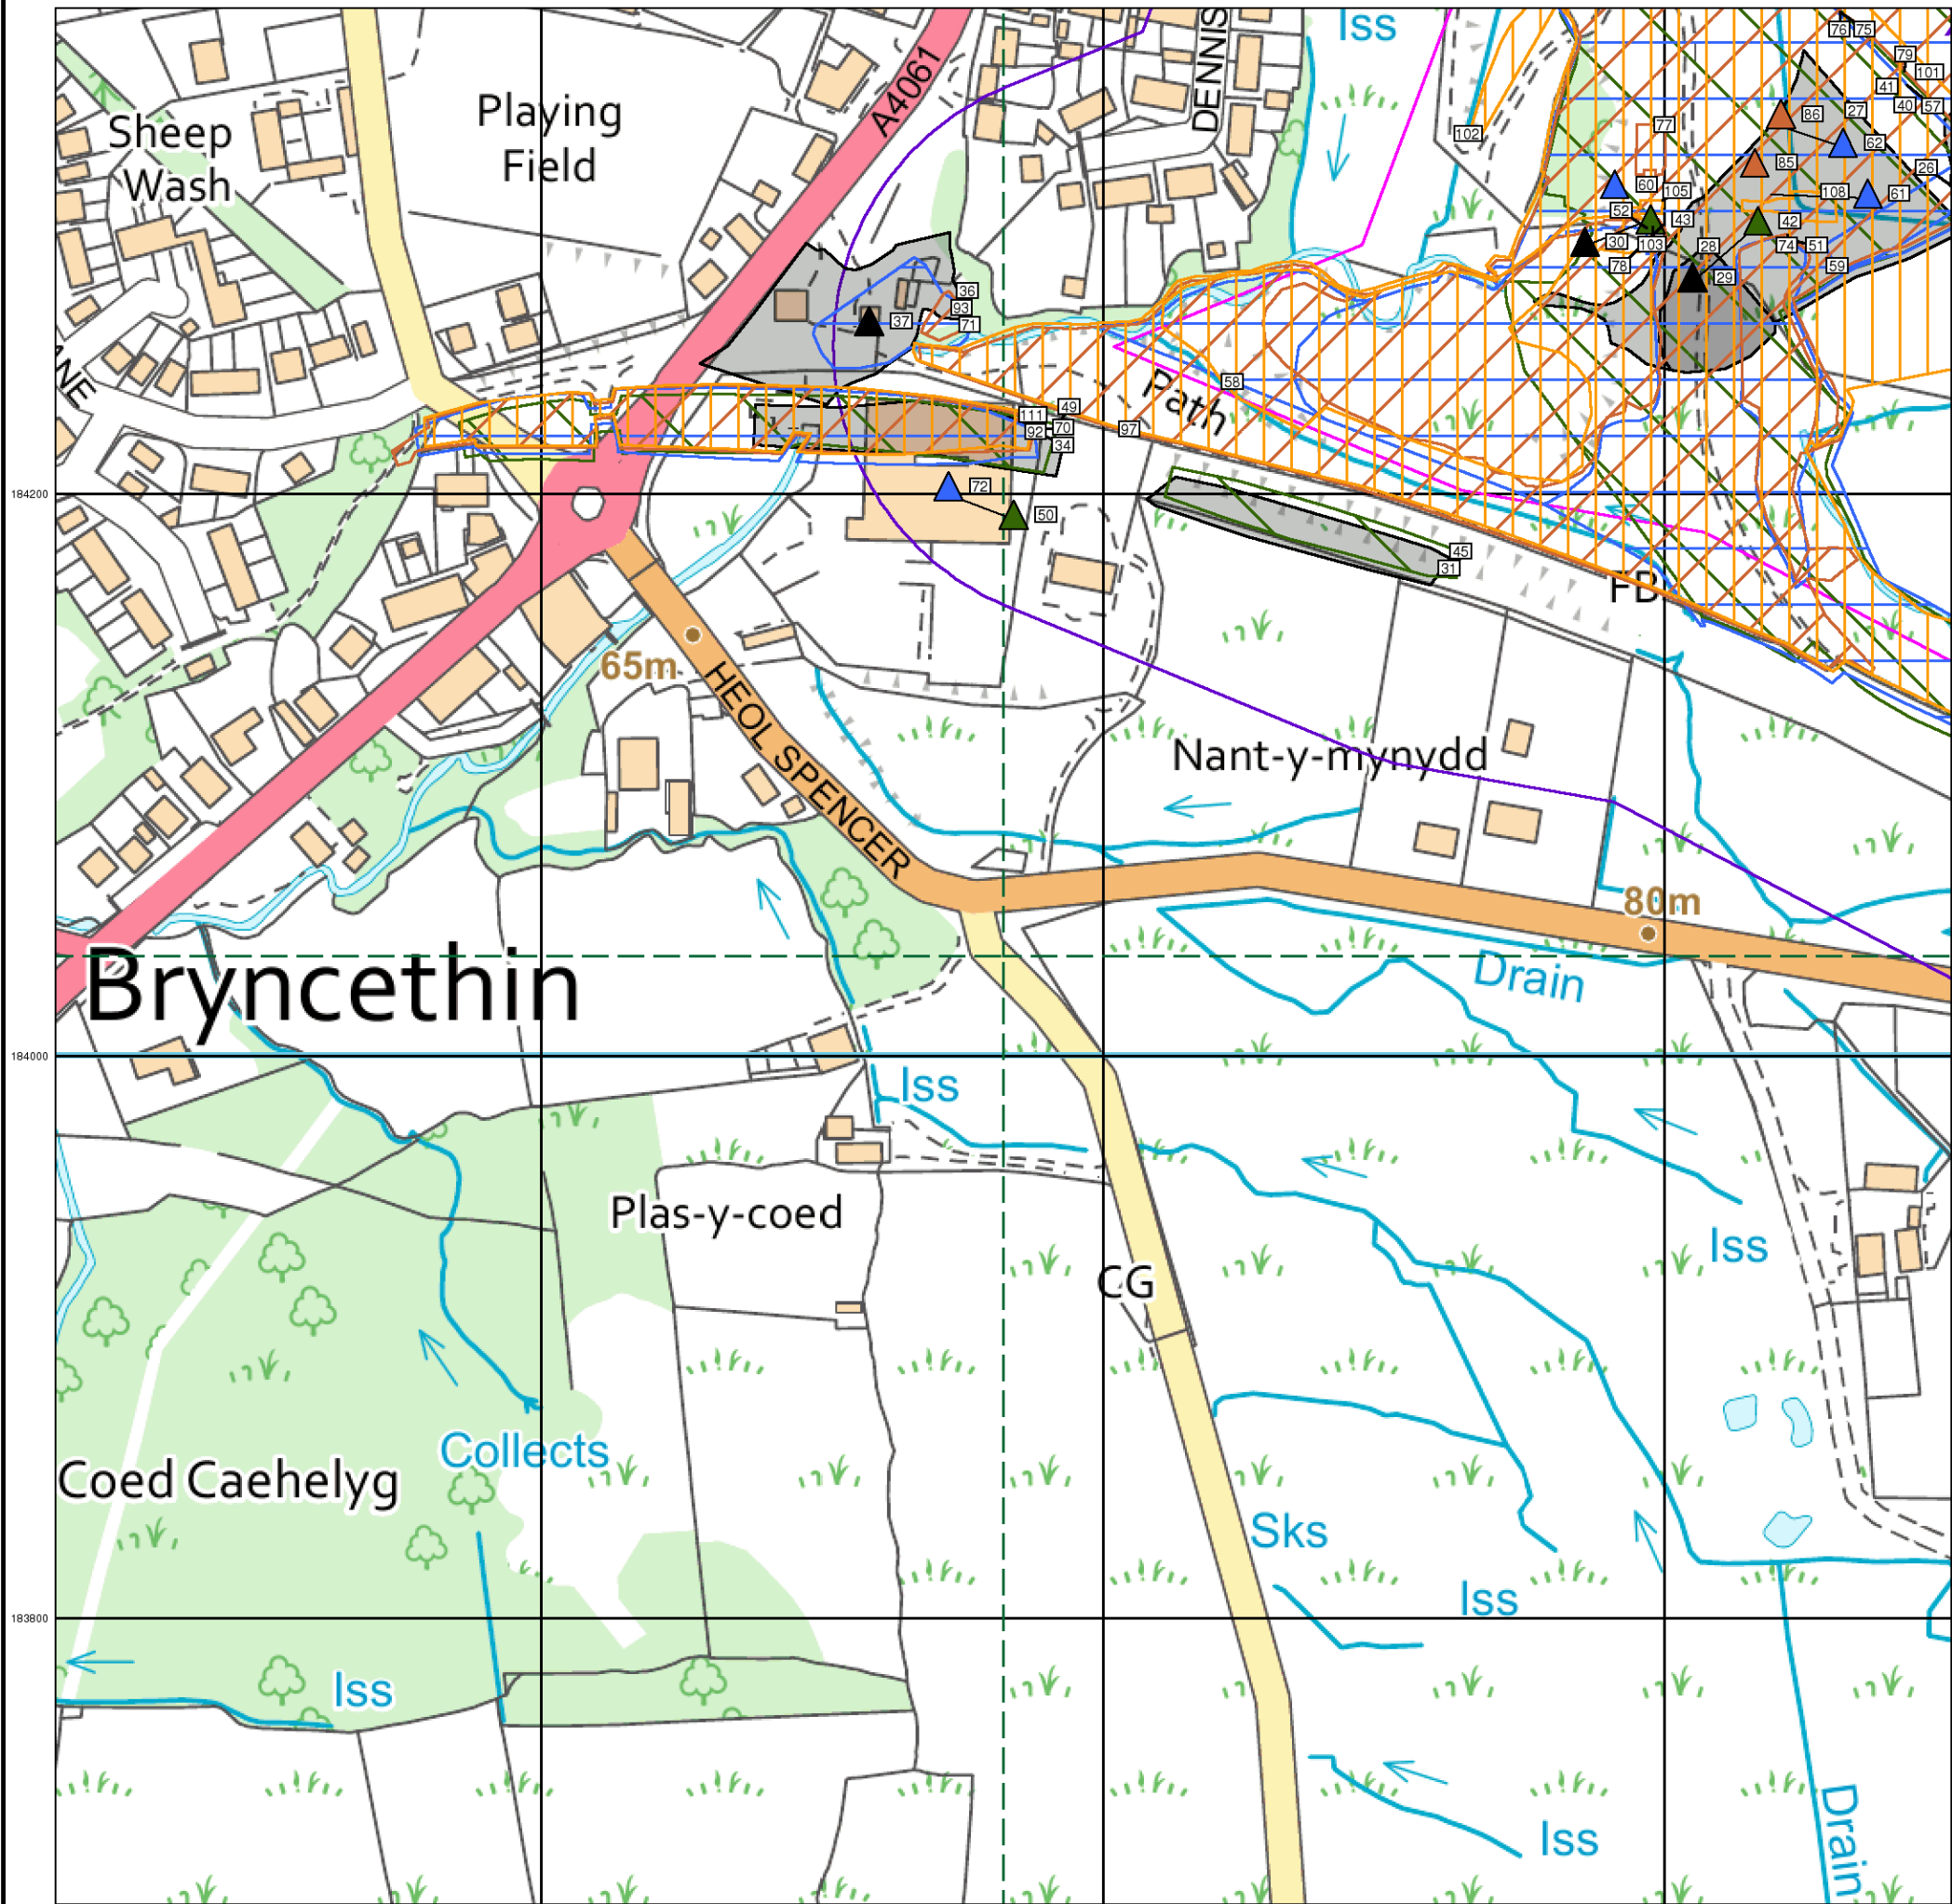 Iss
DENNIS
A4061
Playing
Field
Sheep
Wash
76
75
79
101
41
40
57
27
86
62
102
77
85
26
60
105
108
61
52
43
42
30
103
28
74
51
78
29
59
36
93
37
71
ANE
58
Path
111
49
92
70
34
97
72
50
184200
45
31
FB
65m
HEOL SPENCER
Nant-y-mynydd
80m
Drain
Bryncethin
184000
Iss
Plas-y-coed
Iss
CG
Collects
Coed Caehelyg
Sks
Iss
183800
Iss
Iss
Drain